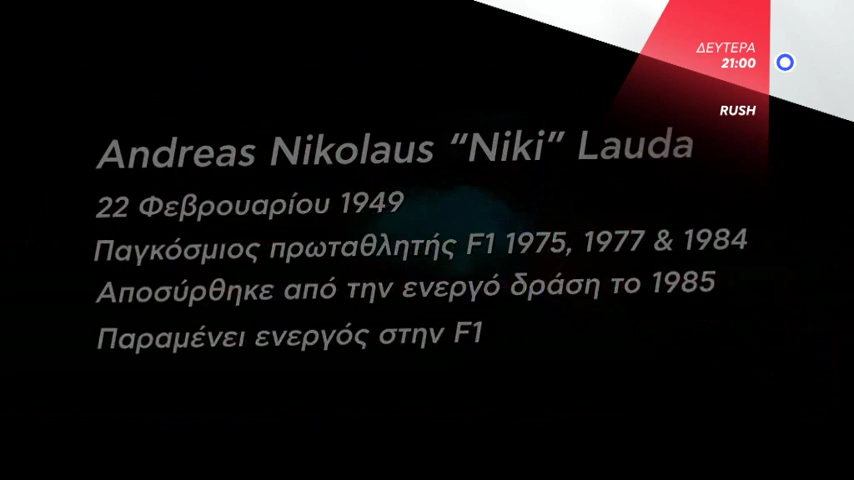 ΔΕΥΤΕΡΑ
21:00
RUSH
Andreas Nikolaus “Niki” Lauda
22 Φεβρουαρίου 1949
Παγκόσμιος πρωταθλητής F1 1975, 1977 & 1984
Αποσύρθηκε από την ενεργό δράση το 1985
Παραμένει ενεργός στην F1